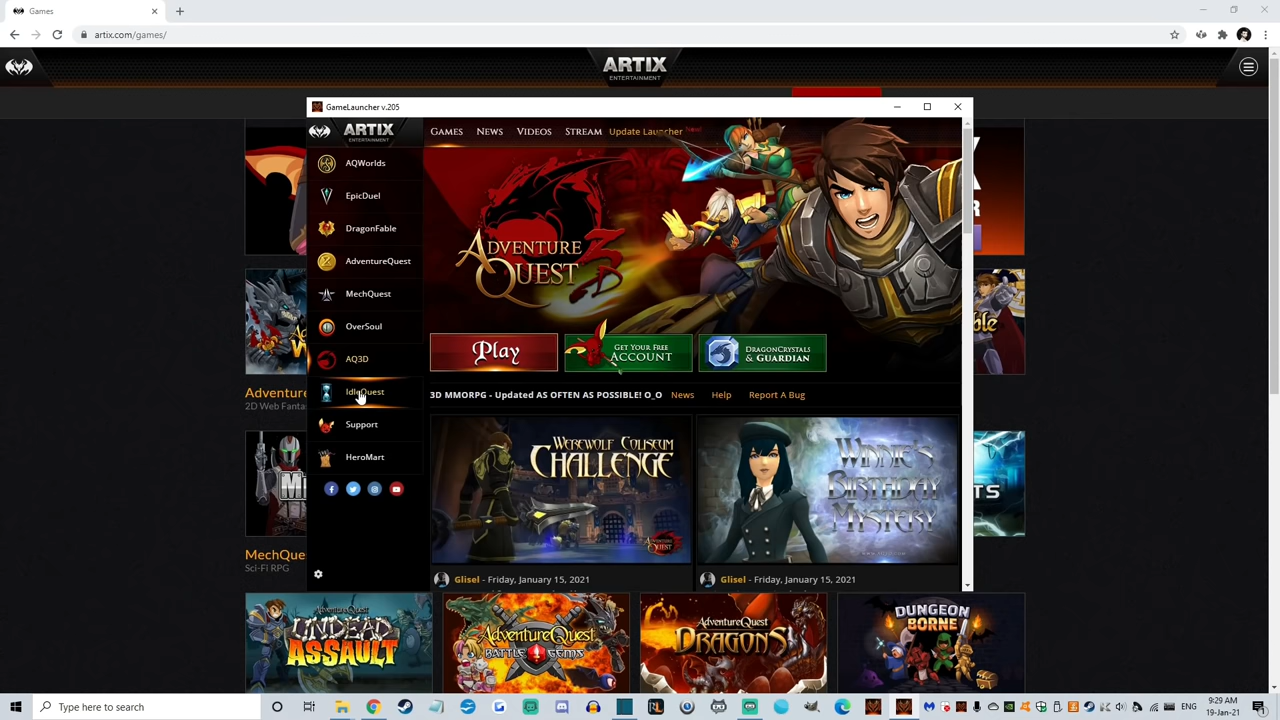 Games
artix.com/games/
ARTIX
ENTERTAINMENT
GameLauncher v.205
ARTIX
ENTERTAINMENT
GAMES NEWS VIDEOS STREAM Update Launcher New!
AQWorlds
EpicDuel
DragonFable
AdventureQuest
MechQuest
OverSoul
AQ3D
IdleQuest
Support
HeroMart
ADVENTURE
QUEST 3D
Play
GET YOUR FREE
ACCOUNT
DRAGONCRYSTALS
& GUARDIAN
3D MMORPG - Updated AS OFTEN AS POSSIBLE! O_O News Help Report A Bug
WEREWOLF COLISEUM
CHALLENGE
WINNIE'S
BIRTHDAY
MYSTERY
Glisel - Friday, January 15, 2021
Glisel - Friday, January 15, 2021
Adventure
2D Web Fanta
MechQue
Sci-Fi RPG
AdventureQuest
UNDEAD
ASSAULT
AdventureQuest
BATTLE GEMS
AdventureQuest
DRAGONS
DUNGEON
BORNE
Type here to search
ENG
9:29 AM
19-Jan-21